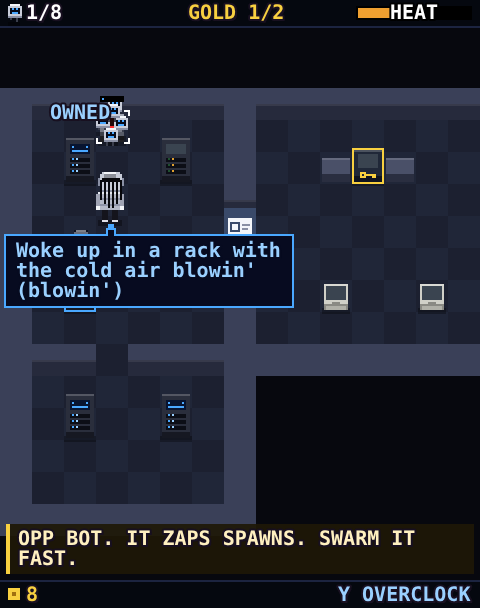 1/8
GOLD 1/2
HEAT
OWNED
Woke up in a rack with
the cold air blowin'
(blowin')
OPP BOT. IT ZAPS SPAWNS. SWARM IT
FAST.
8
Y OVERCLOCK